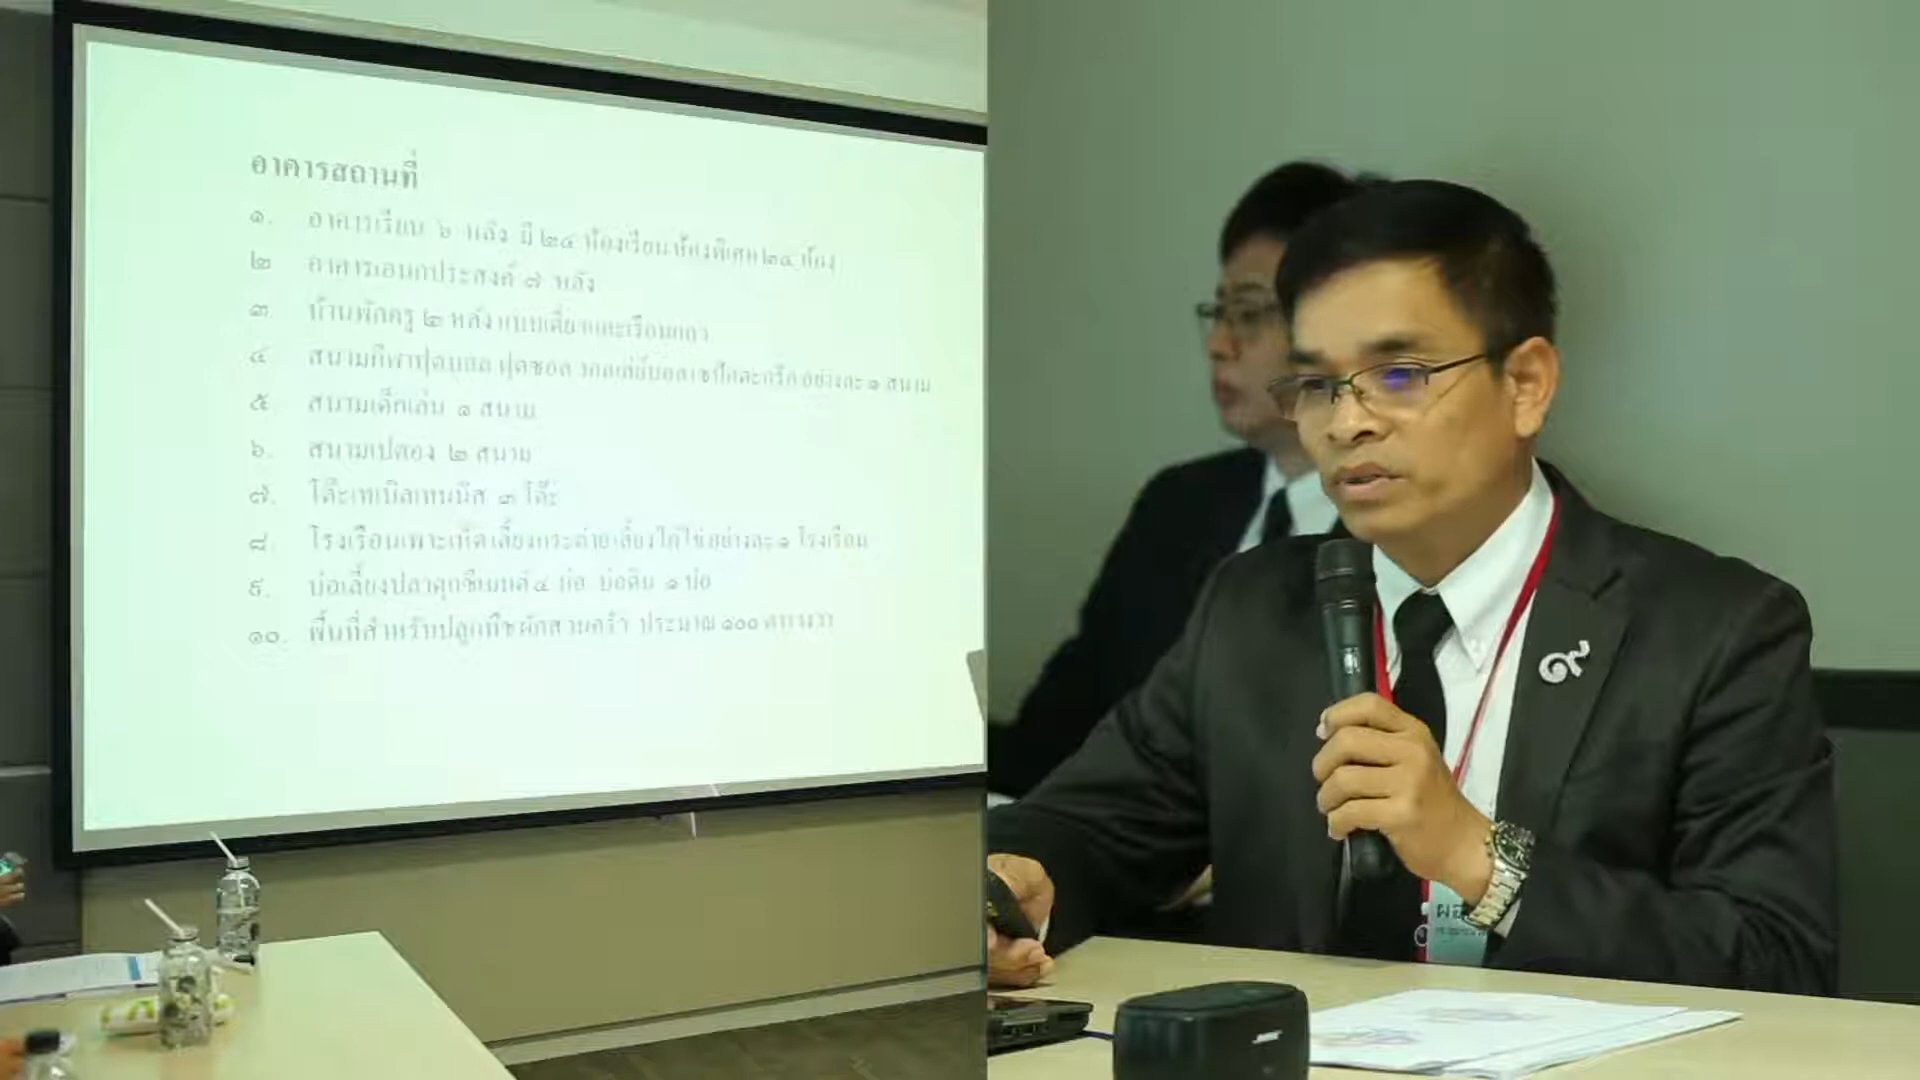 อาคารสถานที่
๑. อาคารเรียน ๖ หลัง มี ๒๔ ห้องเรียน ห้องพิเศษ ๒๔ ห้อง
๒ อาคารเอนกประสงค์ ๗ หลัง
๓ บ้านพักครู ๒ หลัง แบบเดี่ยวและเรือนแถว
๔ สนามกีฬาฟุตบอล ฟุตซอล วอลเล่ย์บอล เซปักตะกร้อ อย่างละ ๑ สนาม
๕ สนามเด็กเล่น ๑ สนาม
๖. สนามเปตอง ๒ สนาม
๗. โต๊ะเทเบิลเทนนิส ๓ โต๊ะ
๘. โรงเรือนเพาะเห็ด เลี้ยงกระต่าย เลี้ยงไก่ไข่ อย่างละ ๑ โรงเรือน
๙. บ่อเลี้ยงปลาดุกซีเมนต์ ๔ บ่อ บ่อดิน ๑ บ่อ
๑๐. พื้นที่สำหรับปลูกพืชผักสวนครัว ประมาณ ๑๐๐ ตารางวา
๙
BOSE